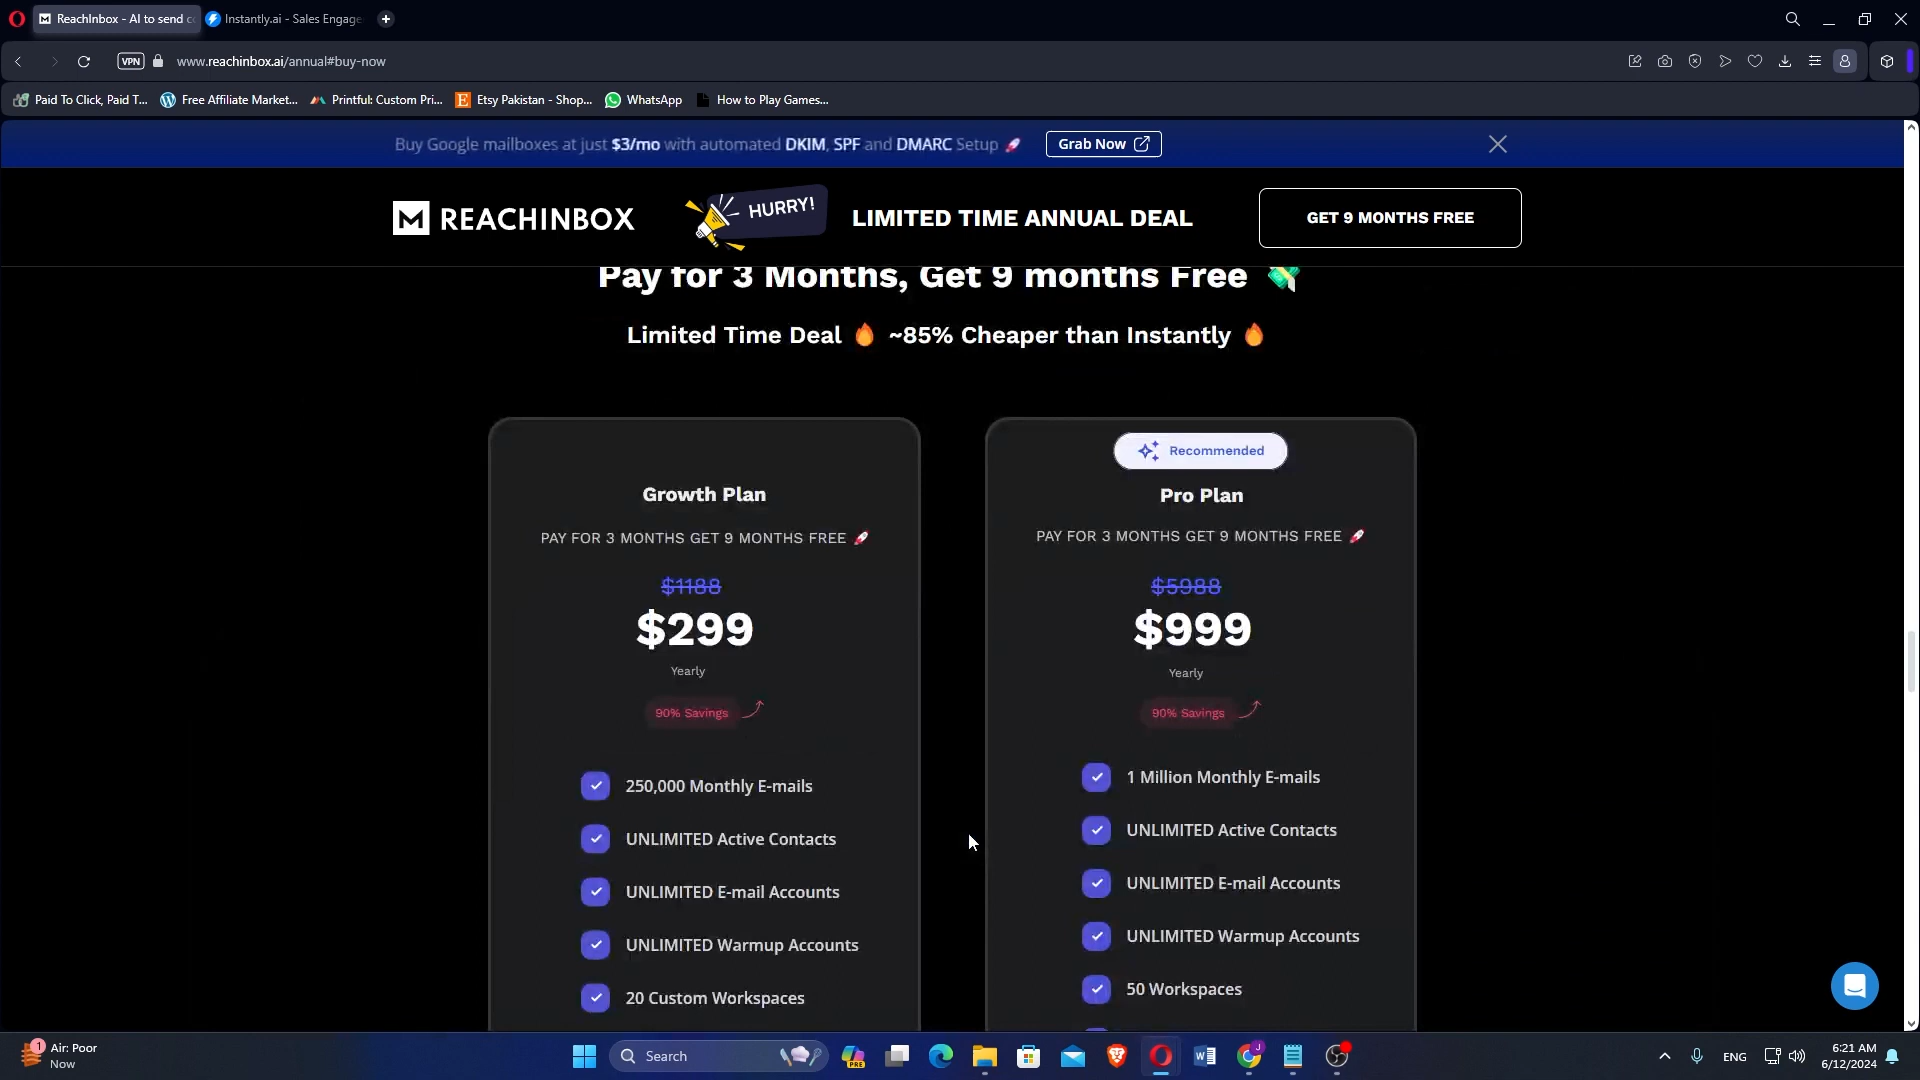 ReachInbox - AI to send c
Instantly.ai - Sales Engage
VPN
www.reachinbox.ai/annual#buy-now
Paid To Click, Paid T...
Free Affiliate Market...
Printful: Custom Pri...
Etsy Pakistan - Shop...
WhatsApp
How to Play Games...
Buy Google mailboxes at just $3/mo with automated DKIM, SPF and DMARC Setup 🚀
Grab Now
REACHINBOX
HURRY!
LIMITED TIME ANNUAL DEAL
GET 9 MONTHS FREE
Pay for 3 Months, Get 9 months Free 💸
Limited Time Deal 🔥 ~85% Cheaper than Instantly 🔥
Growth Plan
PAY FOR 3 MONTHS GET 9 MONTHS FREE 🚀
$1188
$299
Yearly
90% Savings
250,000 Monthly E-mails
UNLIMITED Active Contacts
UNLIMITED E-mail Accounts
UNLIMITED Warmup Accounts
20 Custom Workspaces
Recommended
Pro Plan
PAY FOR 3 MONTHS GET 9 MONTHS FREE 🚀
$5988
$999
Yearly
90% Savings
1 Million Monthly E-mails
UNLIMITED Active Contacts
UNLIMITED E-mail Accounts
UNLIMITED Warmup Accounts
50 Workspaces
1
Air: Poor
Now
Search
PRE
J
ENG
6:21 AM
6/12/2024